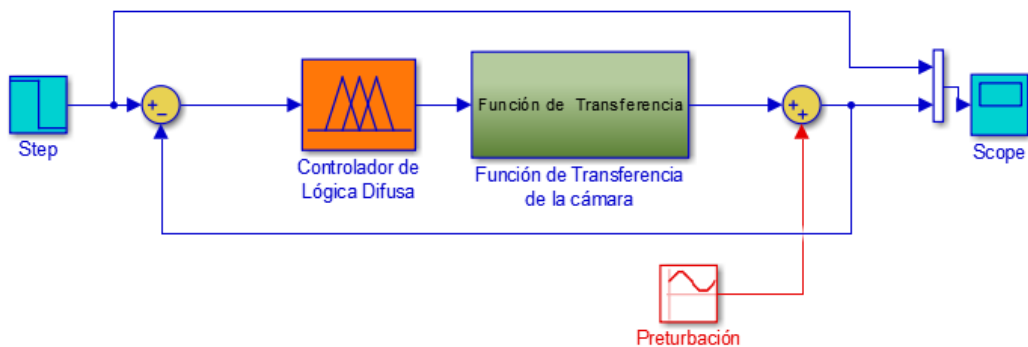 Step
Controlador de
Lógica Difusa
Función de Transferencia
Función de Transferencia
de la cámara
Scope
Preturbación